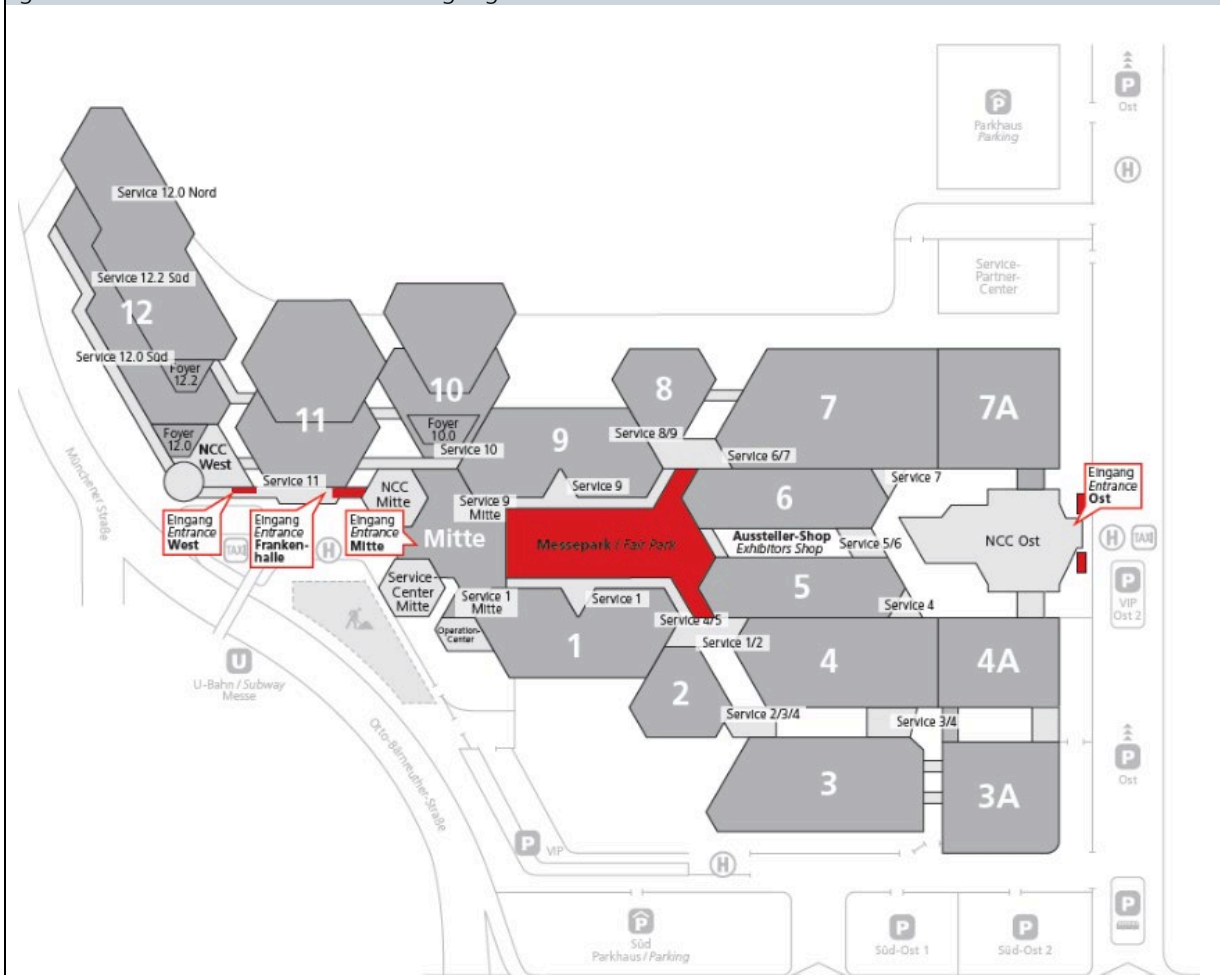 P
Ost
P
Parkhaus
Parking
H
Service-
Partner-
Center
Service 12.0 Nord
Service 12.2 Süd
12
Service 12.0 Süd
Foyer
12.2
Foyer
12.0
NCC
West
11
Service 11
10
Foyer
10.0
Service 10
9
Service 9
Service 9
Mitte
8
Service 8/9
7
7A
Service 6/7
Service 7
6
Eingang
Entrance
West
Eingang
Entrance
Franken-
halle
Eingang
Entrance
Mitte
Eingang
Entrance
Ost
NCC
Mitte
Mitte
Messepark / Fair Park
Aussteller-Shop
Exhibitors Shop
Service 5/6
NCC Ost
TAXI
H
H
TAXI
P
VIP
Ost 2
Service-
Center
Mitte
Service 1
Mitte
Service 1
5
Service 4
Operation-
Center
Service 4/5
1
Service 1/2
4
4A
2
Service 2/3/4
Service 3/4
3
3A
Münchener Straße
U
U-Bahn / Subway
Messe
Otto-Bärnreuther-Straße
P
Ost
P VIP
H
P
Süd
Parkhaus / Parking
P
Süd-Ost 1
P
Süd-Ost 2
P